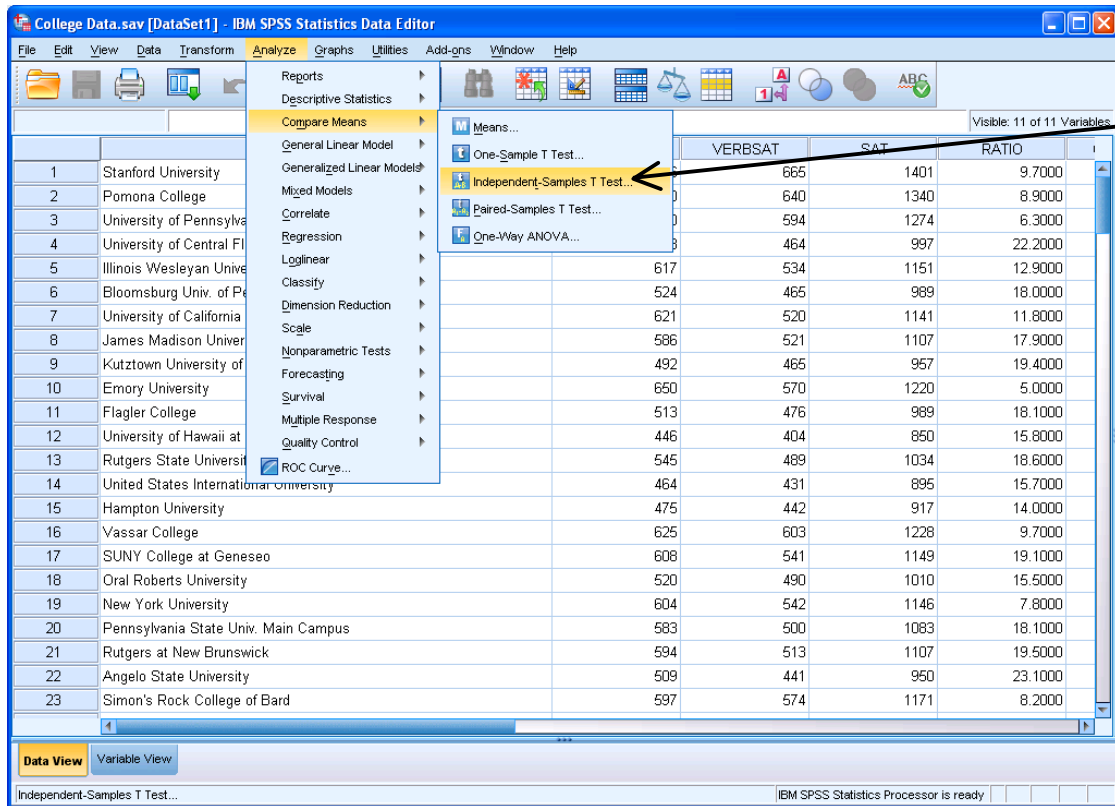 College Data.sav [DataSet1] - IBM SPSS Statistics Data Editor
File Edit View Data Transform Analyze Graphs Utilities Add-ons Window Help
Visible: 11 of 11 Variables
Reports
Descriptive Statistics
Compare Means
General Linear Model
Generalized Linear Models
Mixed Models
Correlate
Regression
Loglinear
Classify
Dimension Reduction
Scale
Nonparametric Tests
Forecasting
Survival
Multiple Response
Quality Control
ROC Curve...
Means...
One-Sample T Test...
Independent-Samples T Test...
Paired-Samples T Test...
One-Way ANOVA...
VERBSAT SAT RATIO
1 Stanford University 665 1401 9.7000
2 Pomona College 640 1340 8.9000
3 University of Pennsylva 594 1274 6.3000
4 University of Central Fl 464 997 22.2000
5 Illinois Wesleyan Unive 617 534 1151 12.9000
6 Bloomsburg Univ. of Pe 524 465 989 18.0000
7 University of California 621 520 1141 11.8000
8 James Madison Univer 586 521 1107 17.9000
9 Kutztown University of 492 465 957 19.4000
10 Emory University 650 570 1220 5.0000
11 Flagler College 513 476 989 18.1000
12 University of Hawaii at 446 404 850 15.8000
13 Rutgers State Universit 545 489 1034 18.6000
14 United States International University 464 431 895 15.7000
15 Hampton University 475 442 917 14.0000
16 Vassar College 625 603 1228 9.7000
17 SUNY College at Geneseo 608 541 1149 19.1000
18 Oral Roberts University 520 490 1010 15.5000
19 New York University 604 542 1146 7.8000
20 Pennsylvania State Univ. Main Campus 583 500 1083 18.1000
21 Rutgers at New Brunswick 594 513 1107 19.5000
22 Angelo State University 509 441 950 23.1000
23 Simon's Rock College of Bard 597 574 1171 8.2000
Data View Variable View
Independent-Samples T Test... IBM SPSS Statistics Processor is ready